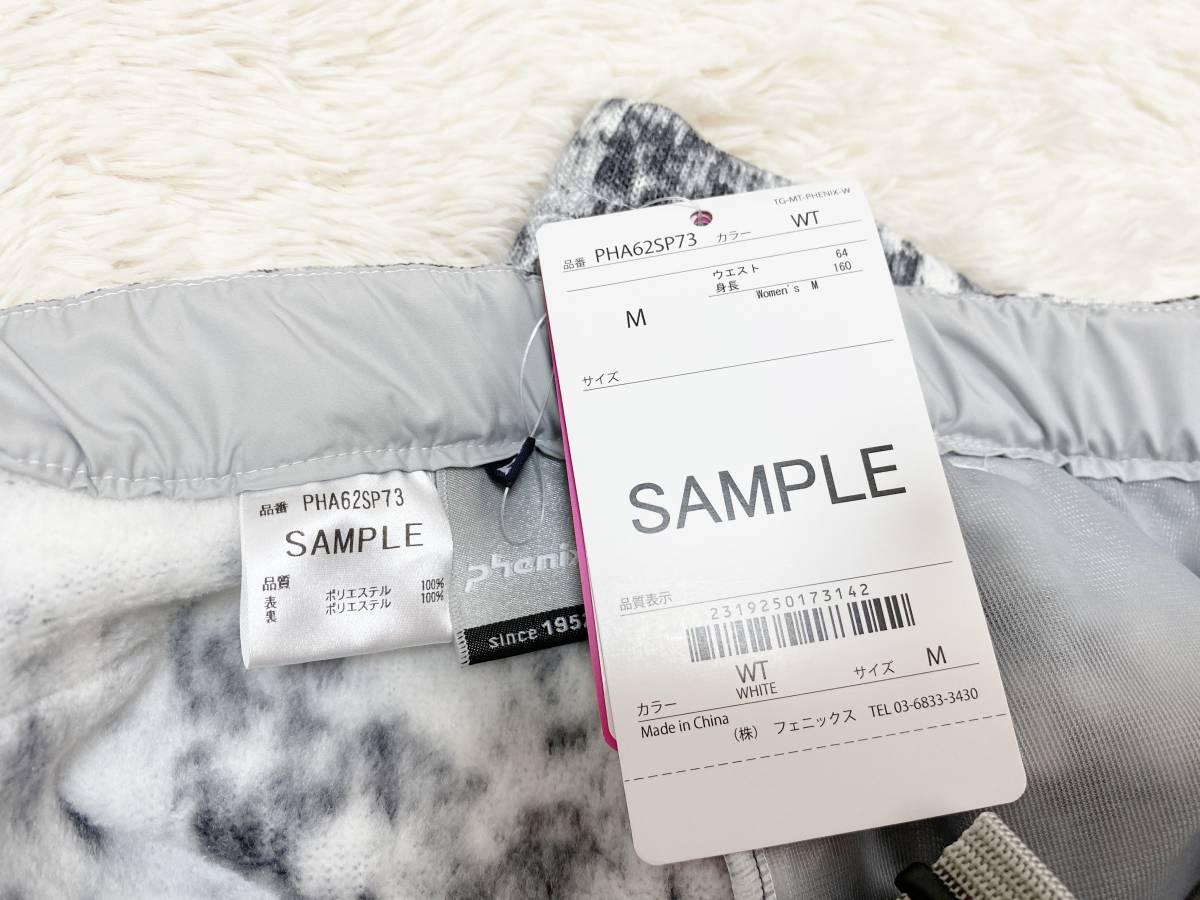 TG-MT-PHENIX-W
品番 PHA62SP73 カラー WT
ウエスト 64
身長 160
Women's M
M
サイズ
SAMPLE
品質表示
2319250173142
WT
WHITE
カラー サイズ M
Made in China (株) フェニックス TEL 03-6833-3430
品番 PHA62SP73
SAMPLE
品質
表 ポリエステル 100%
裏 ポリエステル 100%
phenix
since 1952